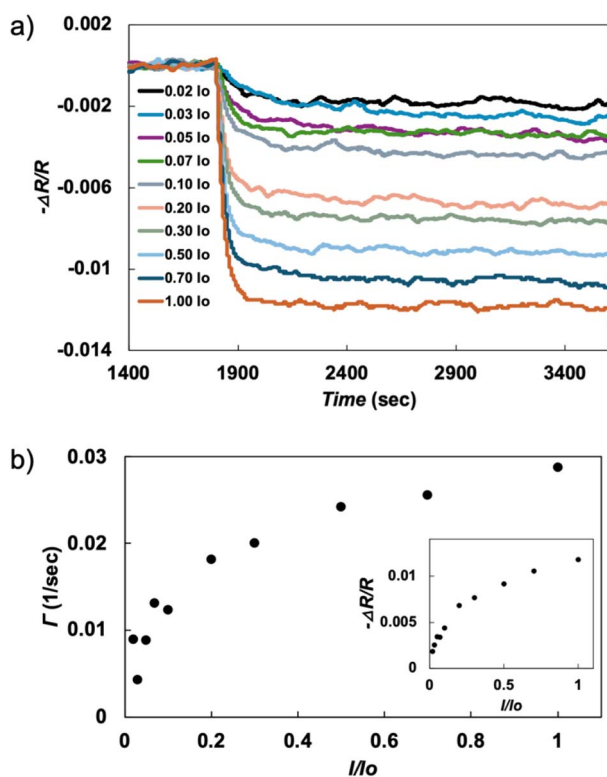 a)
0.002
-0.002
-0.006
-0.01
-0.014
-ΔR/R
0.02 Io
0.03 Io
0.05 Io
0.07 Io
0.10 Io
0.20 Io
0.30 Io
0.50 Io
0.70 Io
1.00 Io
1400 1900 2400 2900 3400
Time (sec)
b)
0.03
0.02
0.01
0
Γ (1/sec)
0 0.2 0.4 0.6 0.8 1
I/Io
0.01
0.005
0
-ΔR/R
0 0.5 1
I/Io